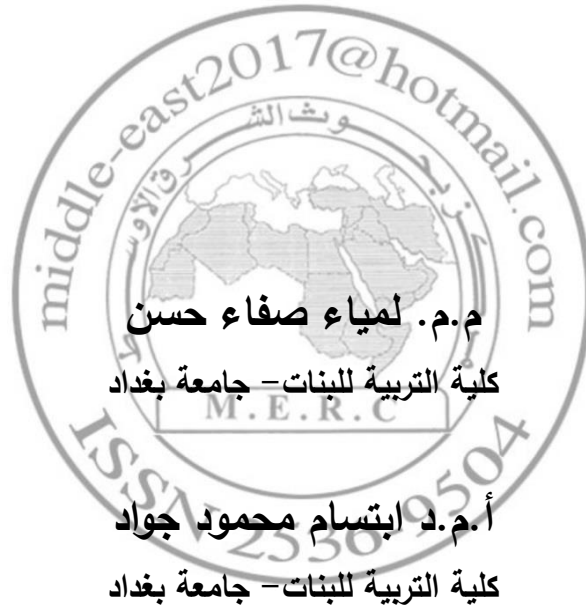 middle-east2017@hotmail.com
مركز بحوث الشرق الأوسط
م.م. لمياء صفاء حسن
كلية التربية للبنات- جامعة بغداد
M.E.R.C
أ.م.د ابتسام محمود جواد
كلية التربية للبنات- جامعة بغداد
ISSN 2536-9504